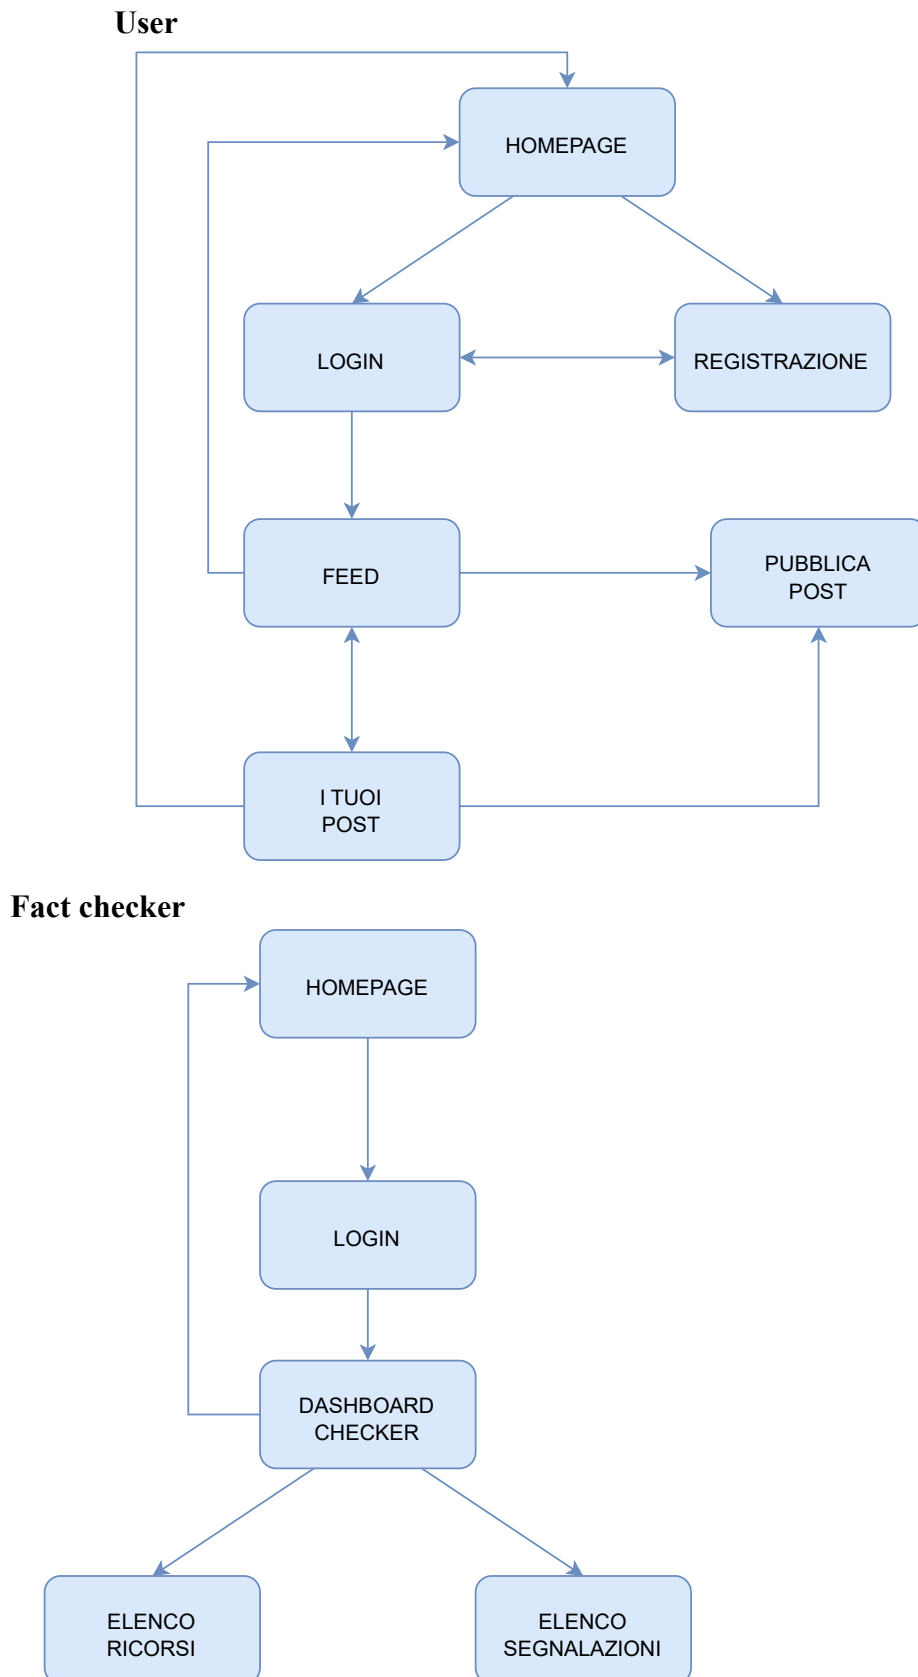 User
HOMEPAGE
LOGIN
REGISTRAZIONE
FEED
PUBBLICA
POST
I TUOI
POST
Fact checker
HOMEPAGE
LOGIN
DASHBOARD
CHECKER
ELENCO
RICORSI
ELENCO
SEGNALAZIONI